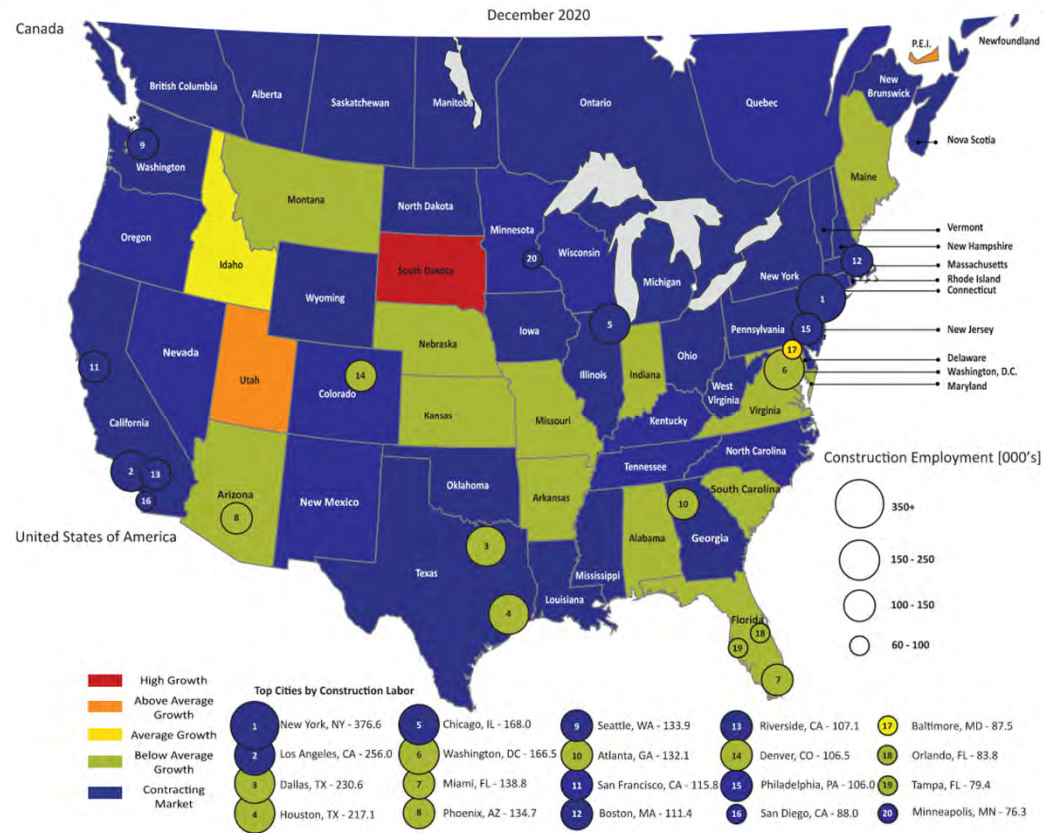 December 2020
Canada
P.E.I.
Newfoundland
British Columbia
Alberta
Saskatchewan
Manitoba
Ontario
Quebec
New
Brunswick
Nova Scotia
9
Washington
Montana
North Dakota
Minnesota
Maine
Oregon
Idaho
South Dakota
20
Wisconsin
Vermont
New Hampshire
12
Massachusetts
Rhode Island
Connecticut
Wyoming
Michigan
New York
1
5
Iowa
Pennsylvania
15
New Jersey
Nebraska
17
Delaware
Washington, D.C.
Maryland
11
Nevada
Utah
Colorado
14
Illinois
Indiana
Ohio
West
Virginia
6
Virginia
Kansas
Missouri
Kentucky
California
North Carolina
Tennessee
2
13
16
Arizona
8
New Mexico
Oklahoma
Arkansas
South Carolina
10
Georgia
Alabama
Mississippi
United States of America
Texas
3
4
Louisiana
Florida
18
19
7
Construction Employment [000's]
350+
150 - 250
100 - 150
60 - 100
High Growth
Above Average
Growth
Average Growth
Below Average
Growth
Contracting
Market
Top Cities by Construction Labor
1 New York, NY - 376.6
2 Los Angeles, CA - 256.0
3 Dallas, TX - 230.6
4 Houston, TX - 217.1
5 Chicago, IL - 168.0
6 Washington, DC - 166.5
7 Miami, FL - 138.8
8 Phoenix, AZ - 134.7
9 Seattle, WA - 133.9
10 Atlanta, GA - 132.1
11 San Francisco, CA - 115.8
12 Boston, MA - 111.4
13 Riverside, CA - 107.1
14 Denver, CO - 106.5
15 Philadelphia, PA - 106.0
16 San Diego, CA - 88.0
17 Baltimore, MD - 87.5
18 Orlando, FL - 83.8
19 Tampa, FL - 79.4
20 Minneapolis, MN - 76.3